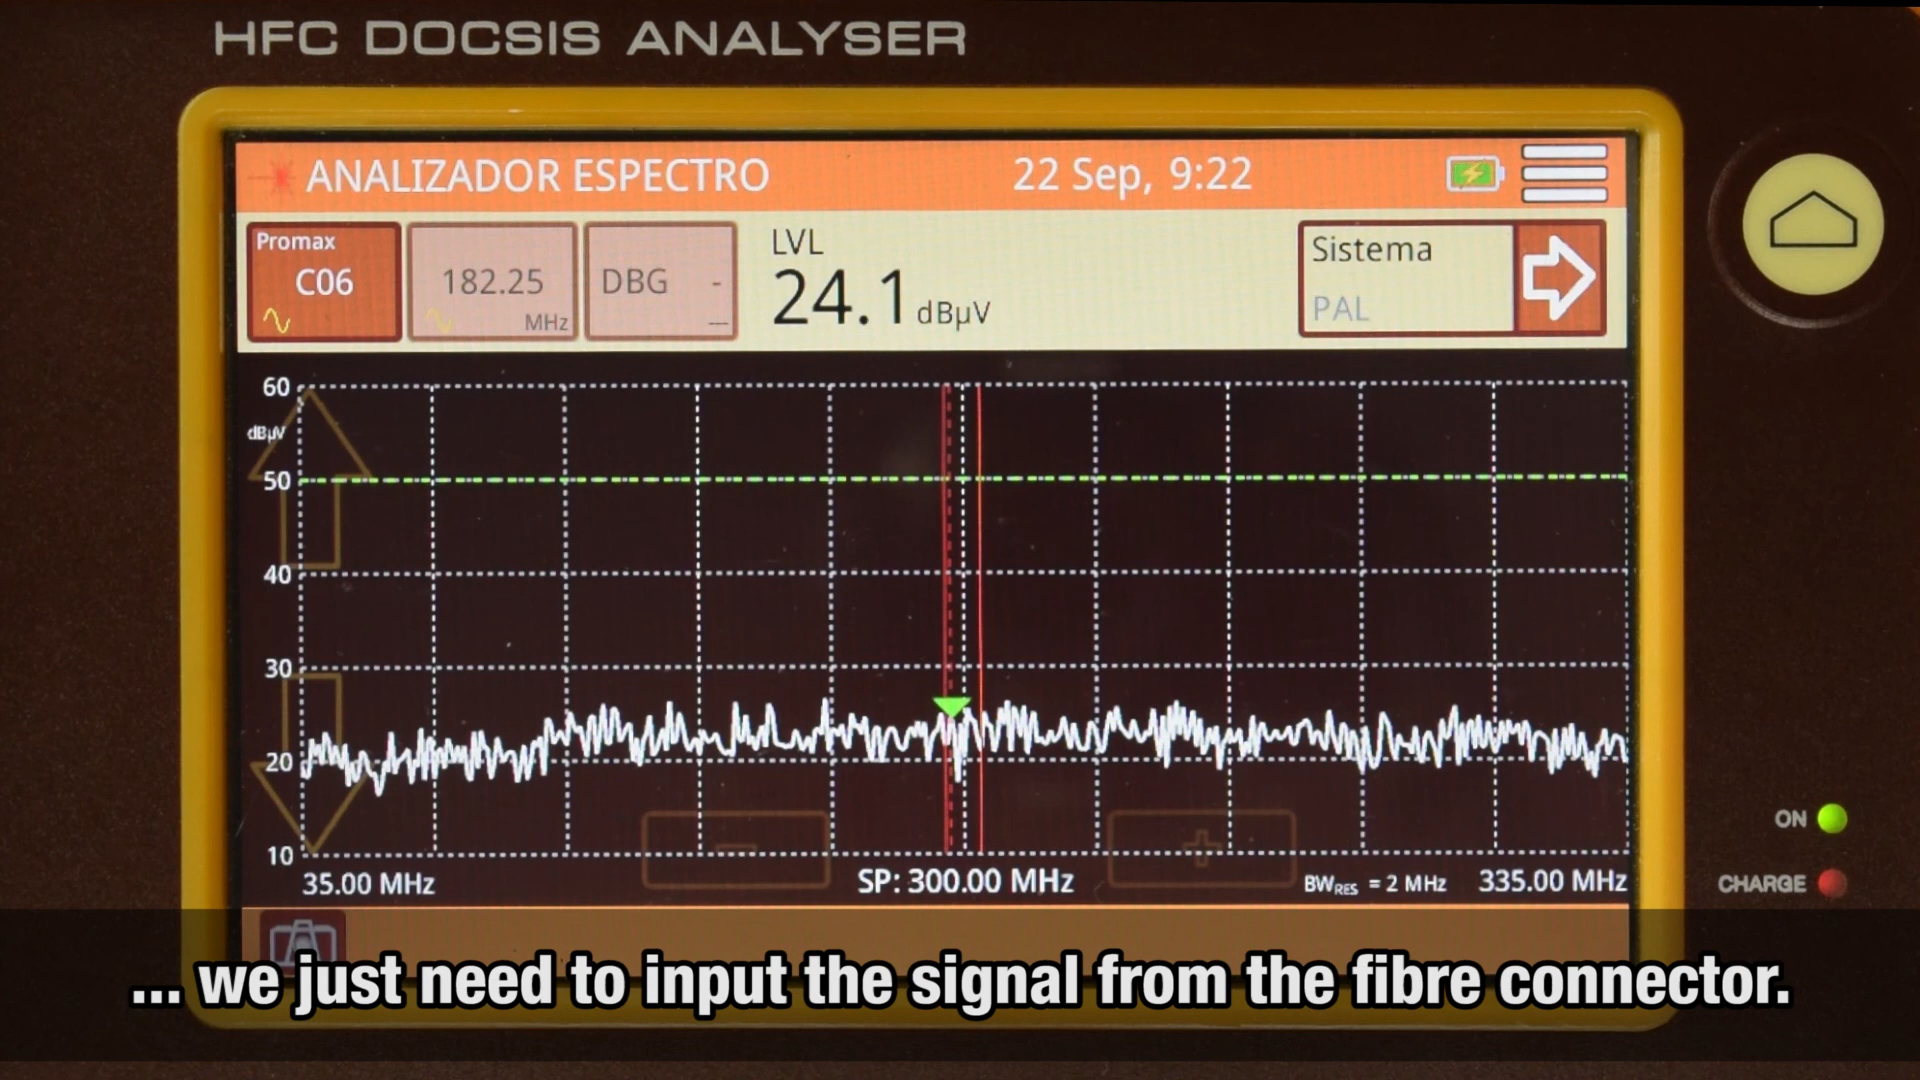 HFC DOCSIS ANALYSER
ANALIZADOR ESPECTRO 22 Sep, 9:22
Promax
C06
182.25
MHz
DBG -
LVL
24.1 dBµV
Sistema
PAL
60
dBµV
50
40
30
20
10
35.00 MHz SP: 300.00 MHz BWRES = 2 MHz 335.00 MHz
ON
CHARGE
... we just need to input the signal from the fibre connector.